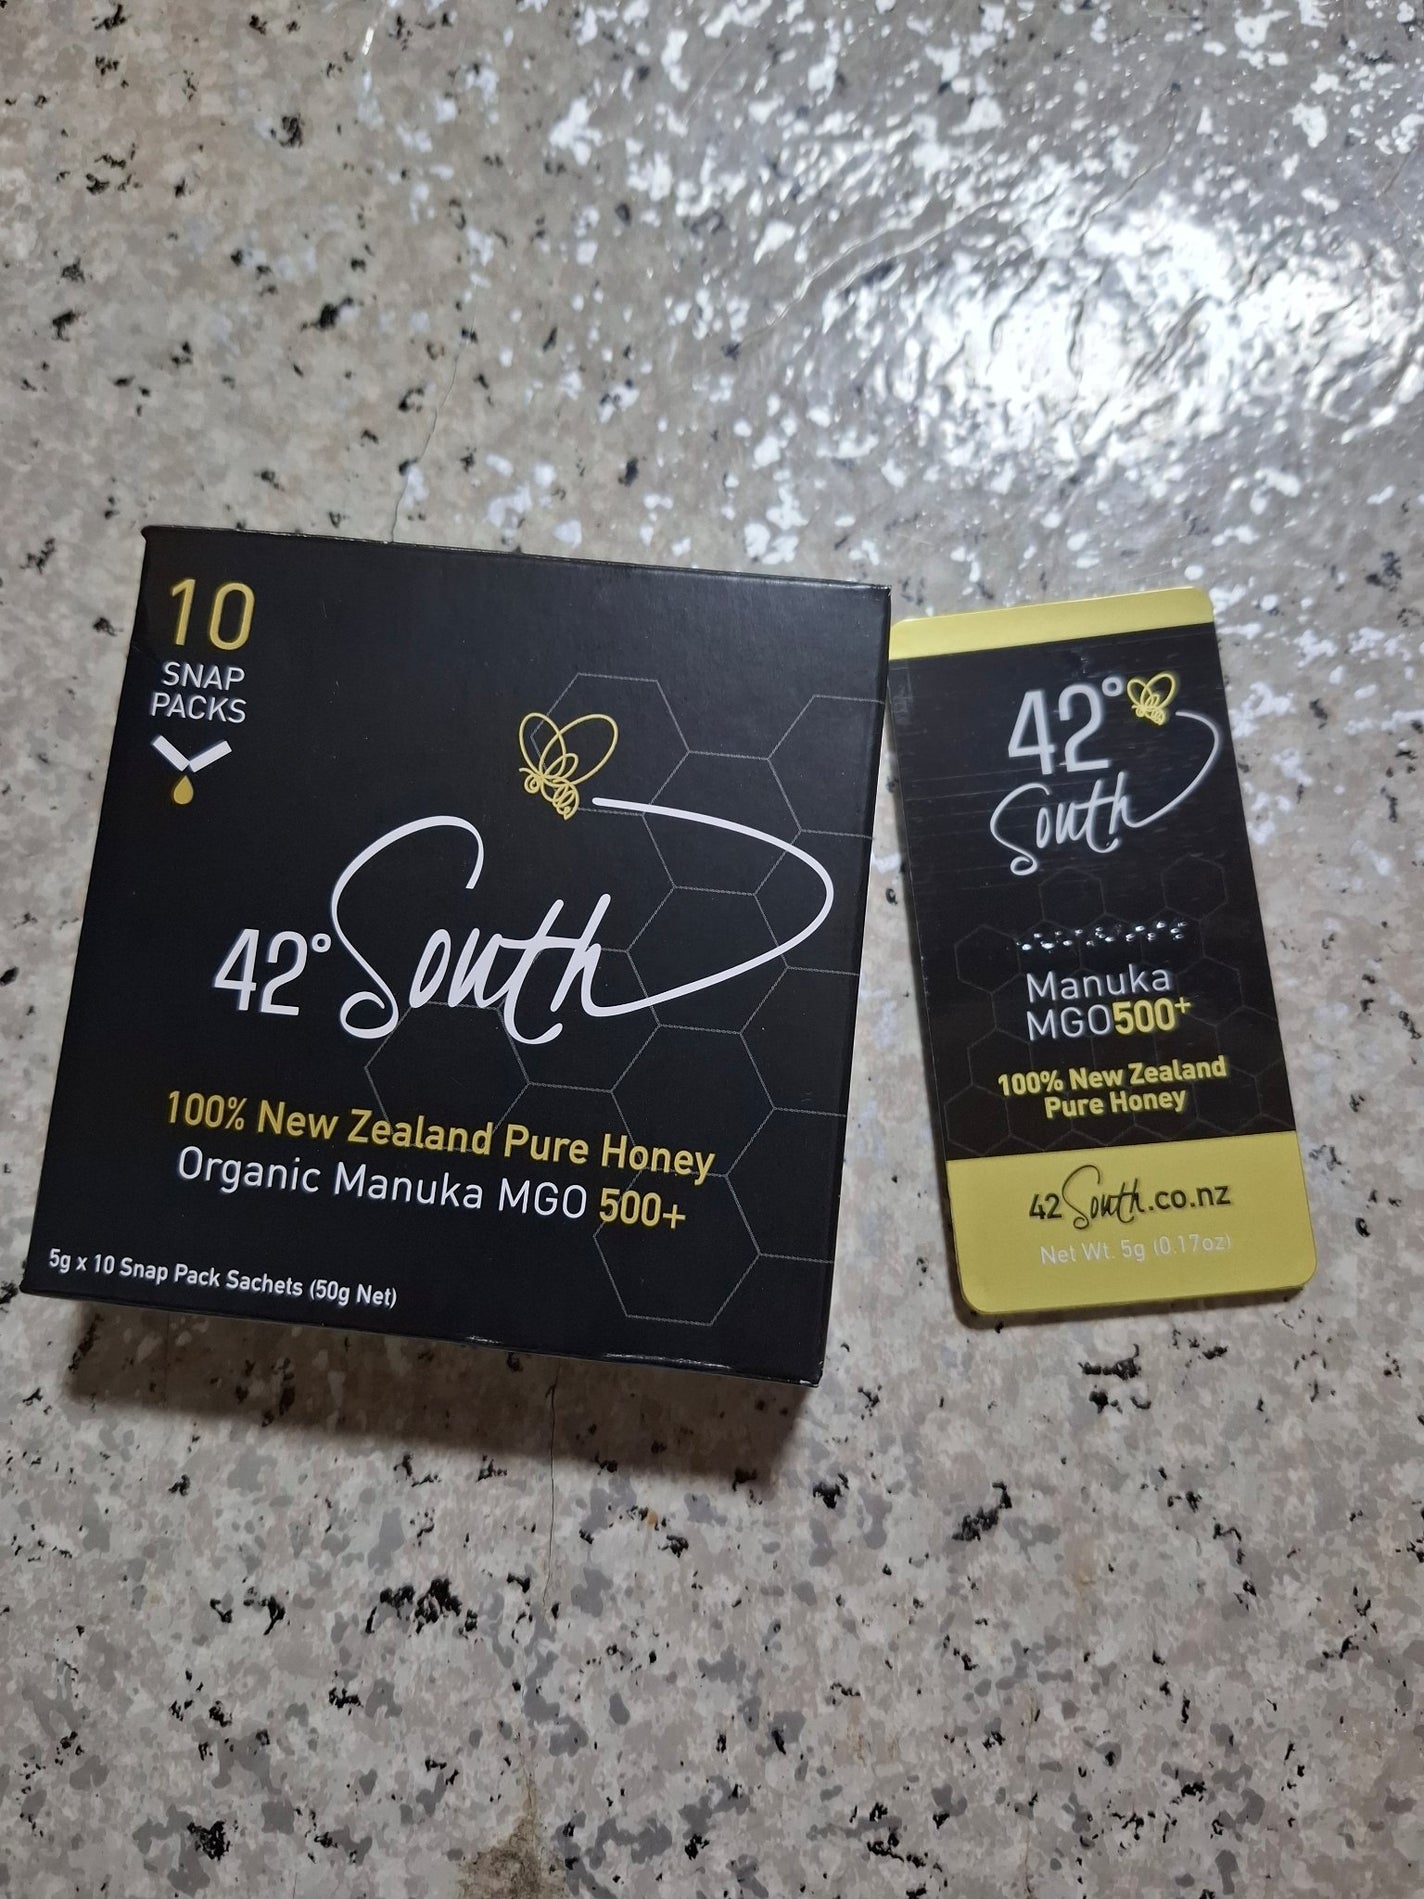 10
SNAP
PACKS
42° South
100% New Zealand Pure Honey
Organic Manuka MGO 500+
5g x 10 Snap Pack Sachets (50g Net)
42°
South
Manuka
MGO500+
100% New Zealand
Pure Honey
42South.co.nz
Net Wt. 5g (0.17oz)